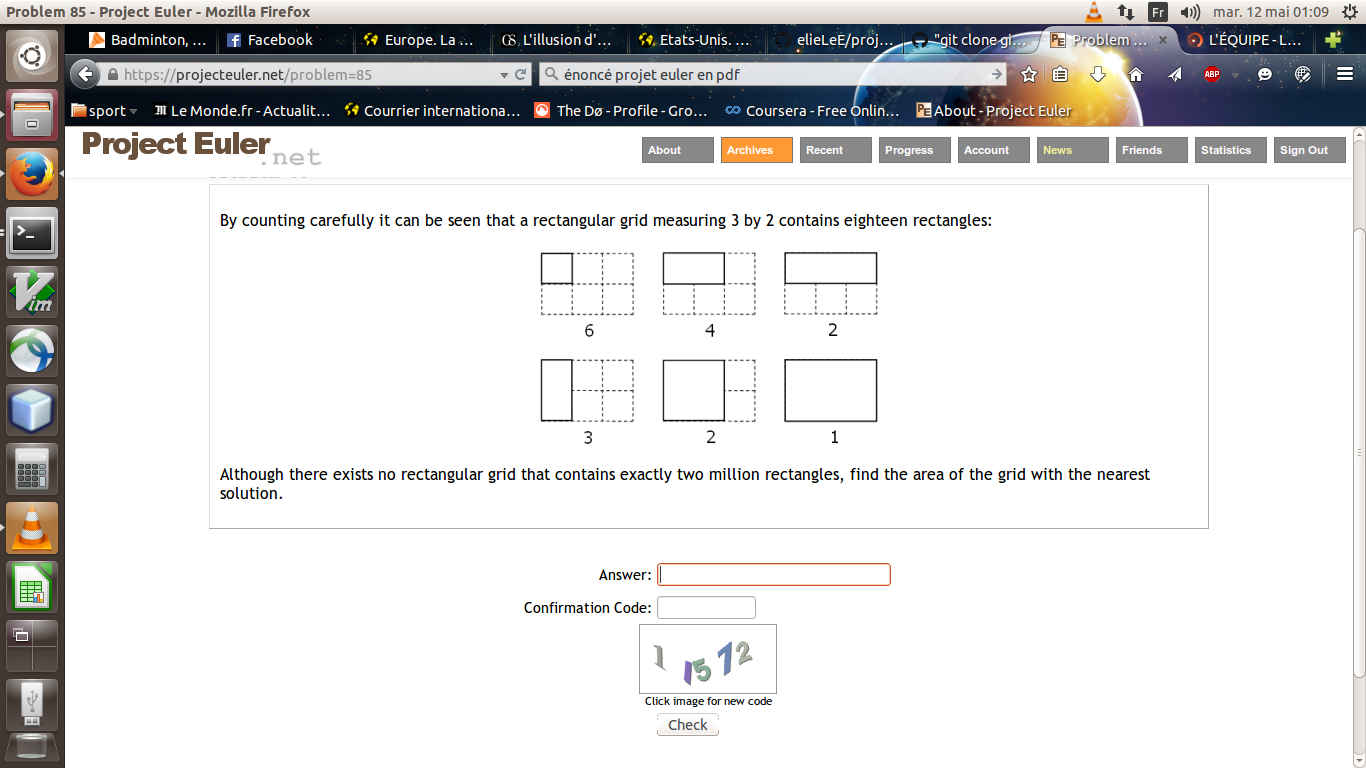 Problem 85 - Project Euler - Mozilla Firefox
Fr
mar. 12 mai 01:09
Badminton, ...
Facebook
Europe. La ...
L'illusion d'...
Etats-Unis. ...
elieLeE/proj...
"git clone gi...
Problem ...
L'ÉQUIPE - L...
https://projecteuler.net/problem=85
énoncé projet euler en pdf
ABP
sport
Le Monde.fr - Actualit...
Courrier internationa...
The Dø - Profile - Gro...
Coursera - Free Onlin...
About - Project Euler
Project Euler
.net
About
Archives
Recent
Progress
Account
News
Friends
Statistics
Sign Out
By counting carefully it can be seen that a rectangular grid measuring 3 by 2 contains eighteen rectangles:
6
4
2
3
2
1
Although there exists no rectangular grid that contains exactly two million rectangles, find the area of the grid with the nearest
solution.
Answer:
Confirmation Code:
Click image for new code
Check